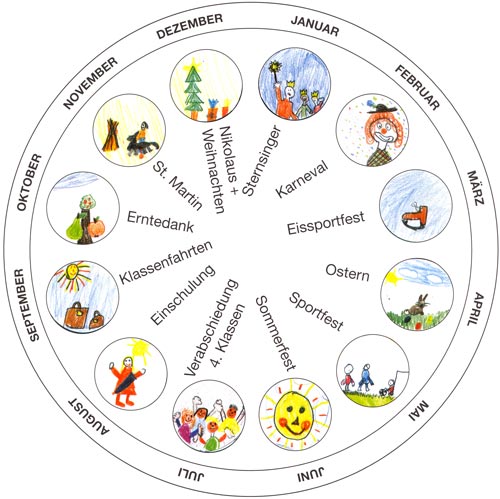 JANUAR
FEBRUAR
MÄRZ
APRIL
MAI
JUNI
JULI
AUGUST
SEPTEMBER
OKTOBER
NOVEMBER
DEZEMBER
Sternsinger
Karneval
Eissportfest
Ostern
Sportfest
Sommerfest
Verabschiedung
4. Klassen
Einschulung
Klassenfahrten
Erntedank
St. Martin
Nikolaus +
Weihnachten